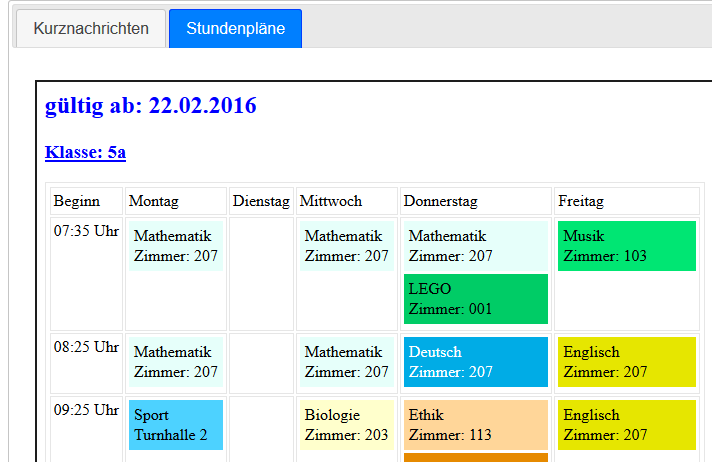 Kurznachrichten Stundenpläne
gültig ab: 22.02.2016
Klasse: 5a
Beginn Montag Dienstag Mittwoch Donnerstag Freitag
07:35 Uhr Mathematik Mathematik Mathematik Musik
Zimmer: 207 Zimmer: 207 Zimmer: 207 Zimmer: 103
LEGO
Zimmer: 001
08:25 Uhr Mathematik Mathematik Deutsch Englisch
Zimmer: 207 Zimmer: 207 Zimmer: 207 Zimmer: 207
09:25 Uhr Sport Biologie Ethik Englisch
Turnhalle 2 Zimmer: 203 Zimmer: 113 Zimmer: 207